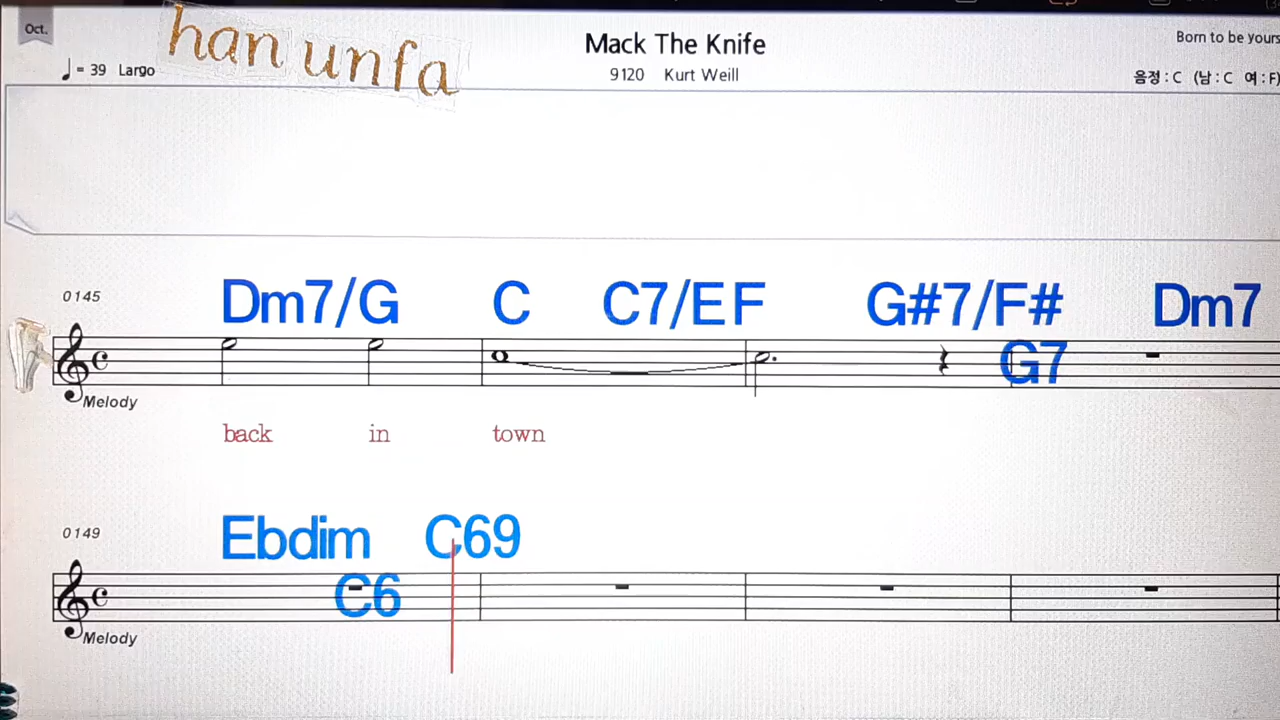 Oct.
han unfa
Mack The Knife
Born to be yours
♩ = 39 Largo
9120 Kurt Weill
음정 : C (남 : C 여 : F)
0145
Dm7/G C C7/E F G#7/F# Dm7
G7
Melody
back in town
0149
Ebdim C69
C6
Melody